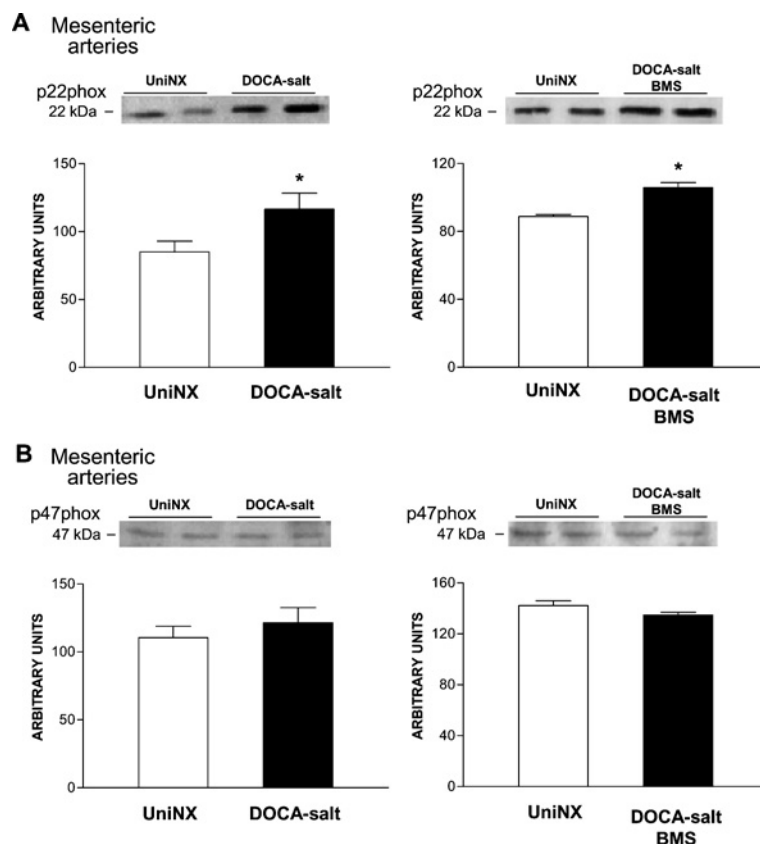 A Mesenteric
arteries
UniNX DOCA-salt
p22phox
22 kDa –
150
100
50
0
ARBITRARY UNITS
*
UniNX DOCA-salt
UniNX DOCA-salt
BMS
p22phox
22 kDa –
120
80
40
0
ARBITRARY UNITS
*
UniNX DOCA-salt
BMS
B Mesenteric
arteries
UniNX DOCA-salt
p47phox
47 kDa –
150
100
50
0
ARBITRARY UNITS
UniNX DOCA-salt
UniNX DOCA-salt
BMS
p47phox
47 kDa –
160
120
80
40
0
ARBITRARY UNITS
UniNX DOCA-salt
BMS